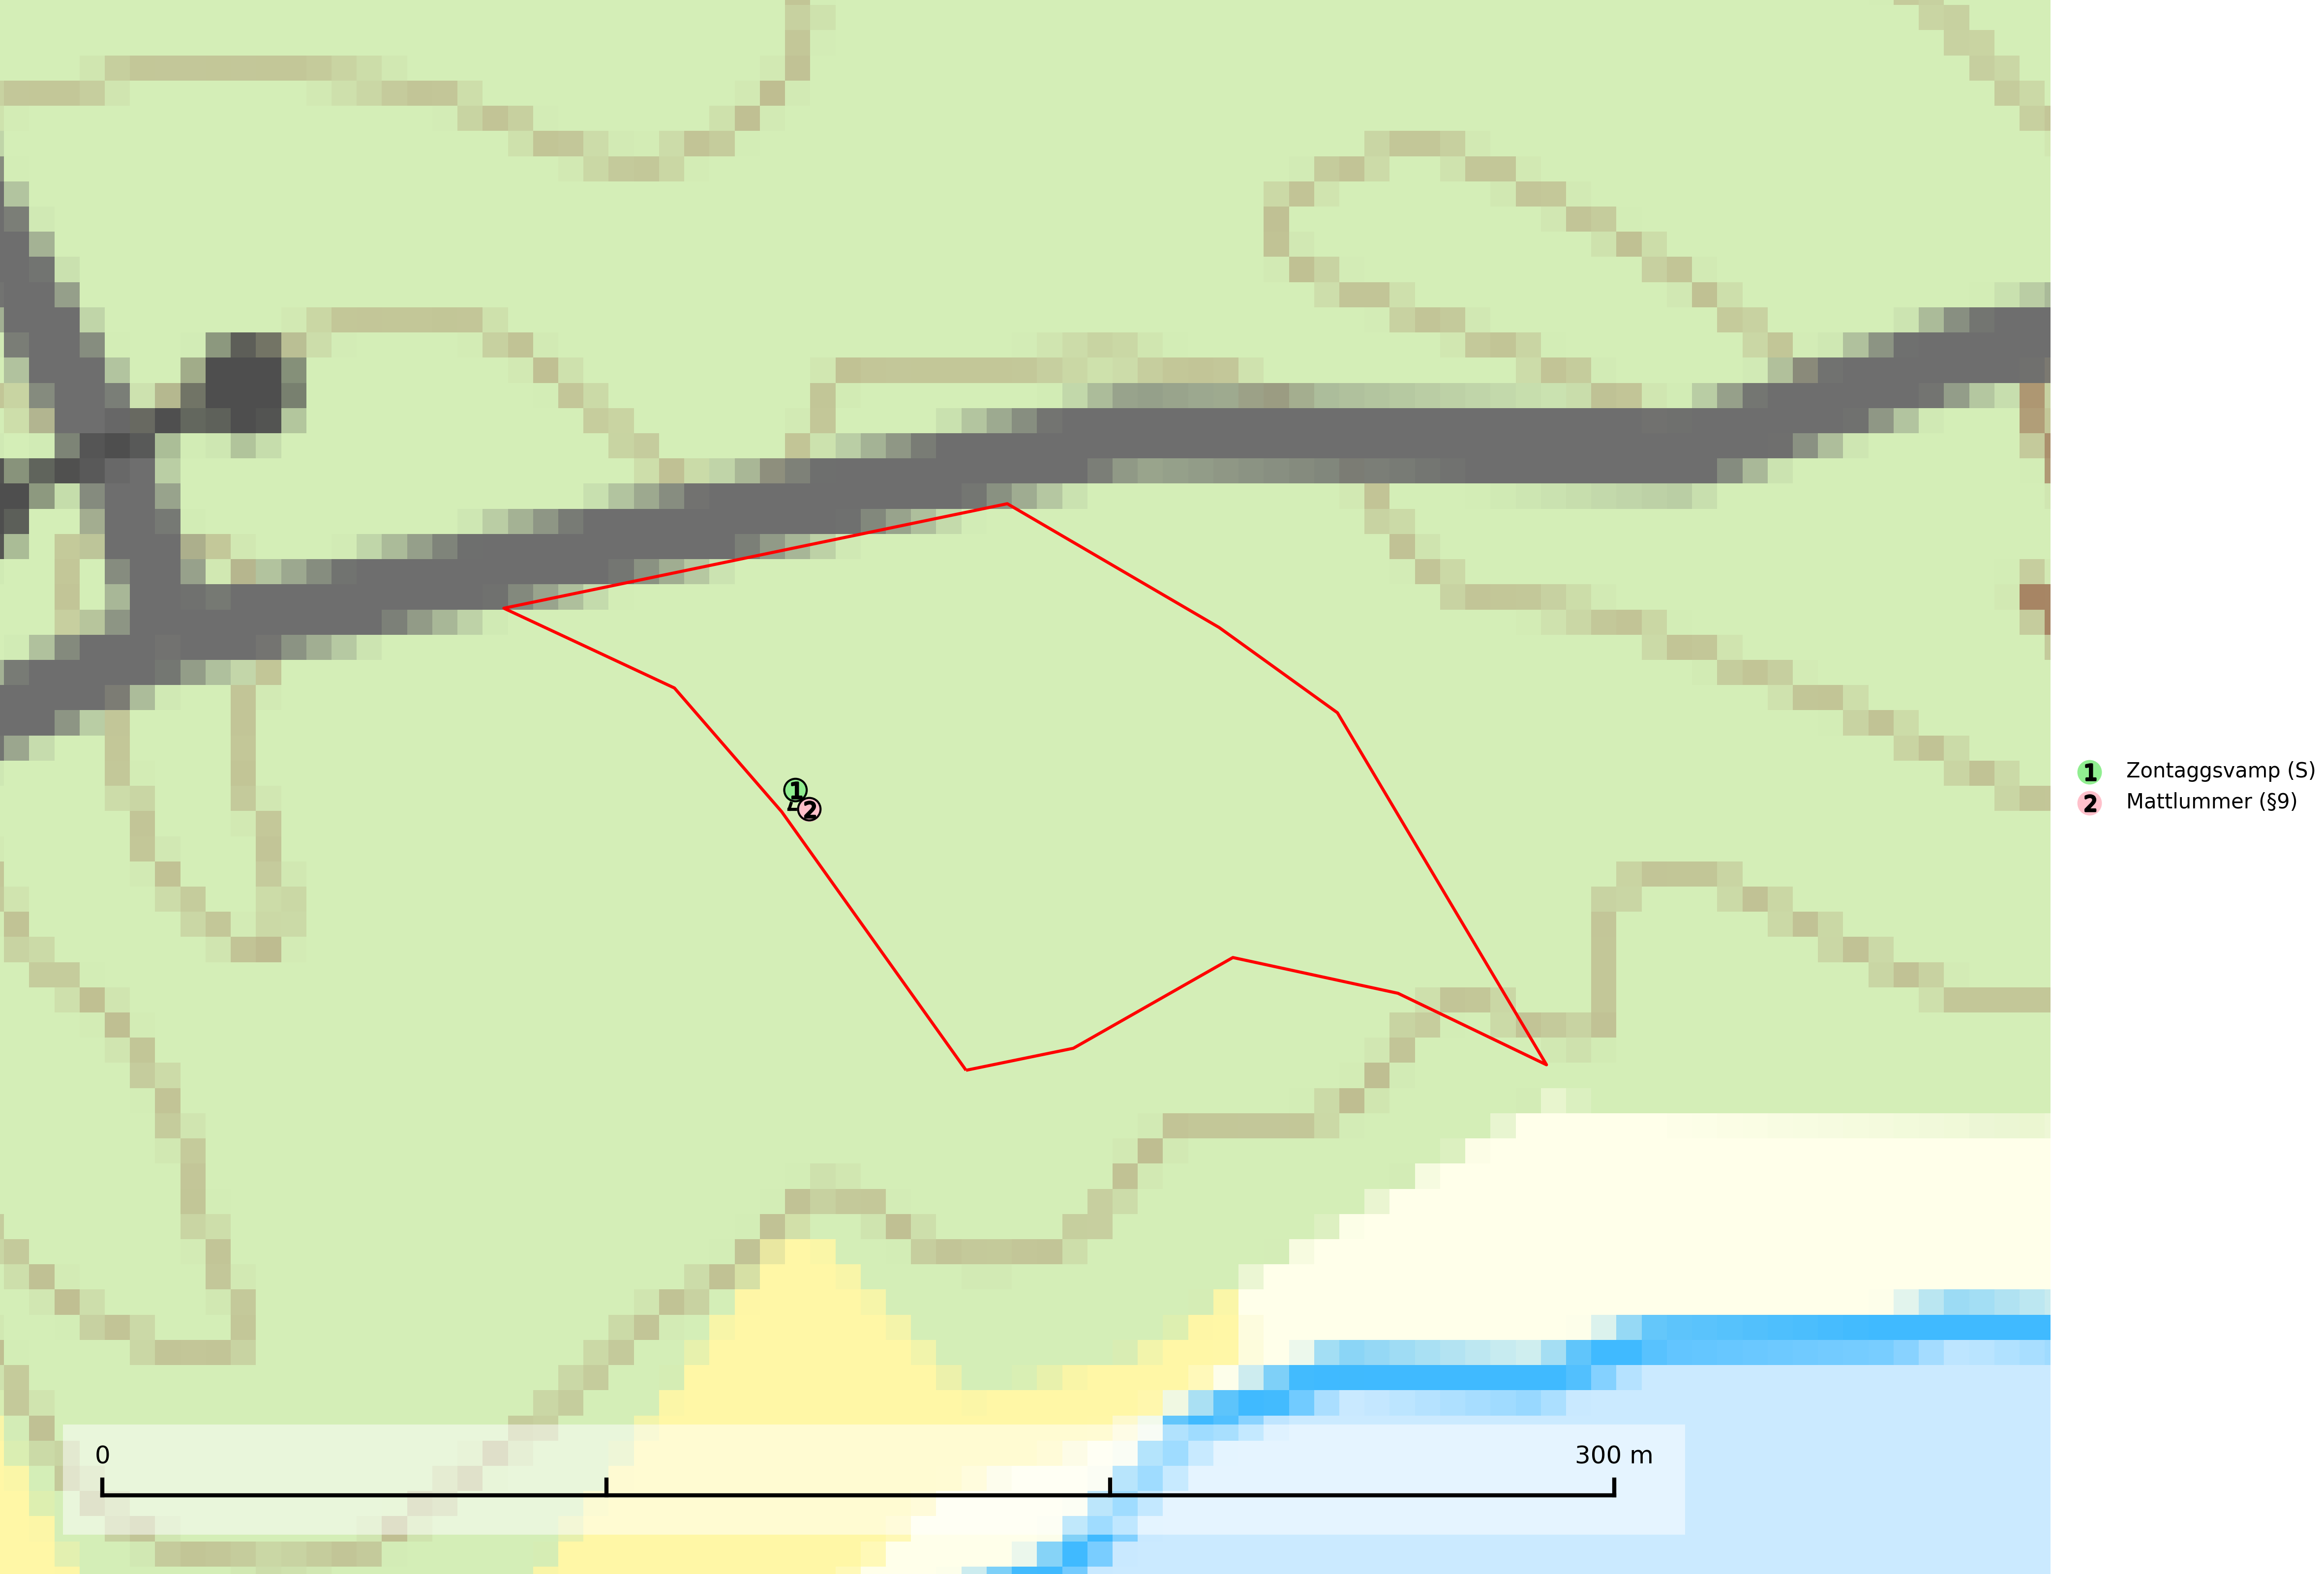 1
2
1 Zontaggsvamp (S)
2 Mattlummer (§9)
0 300 m